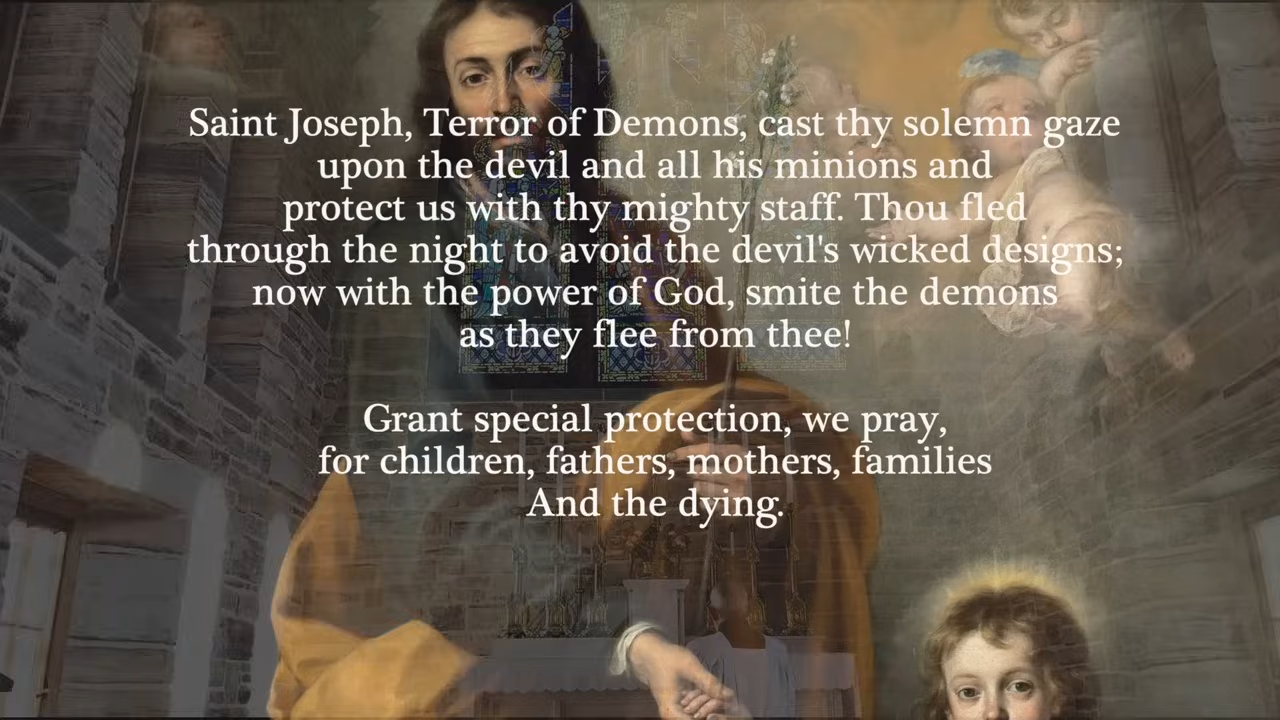 Saint Joseph, Terror of Demons, cast thy solemn gaze
upon the devil and all his minions and
protect us with thy mighty staff. Thou fled
through the night to avoid the devil's wicked designs;
now with the power of God, smite the demons
as they flee from thee!
Grant special protection, we pray,
for children, fathers, mothers, families
And the dying.